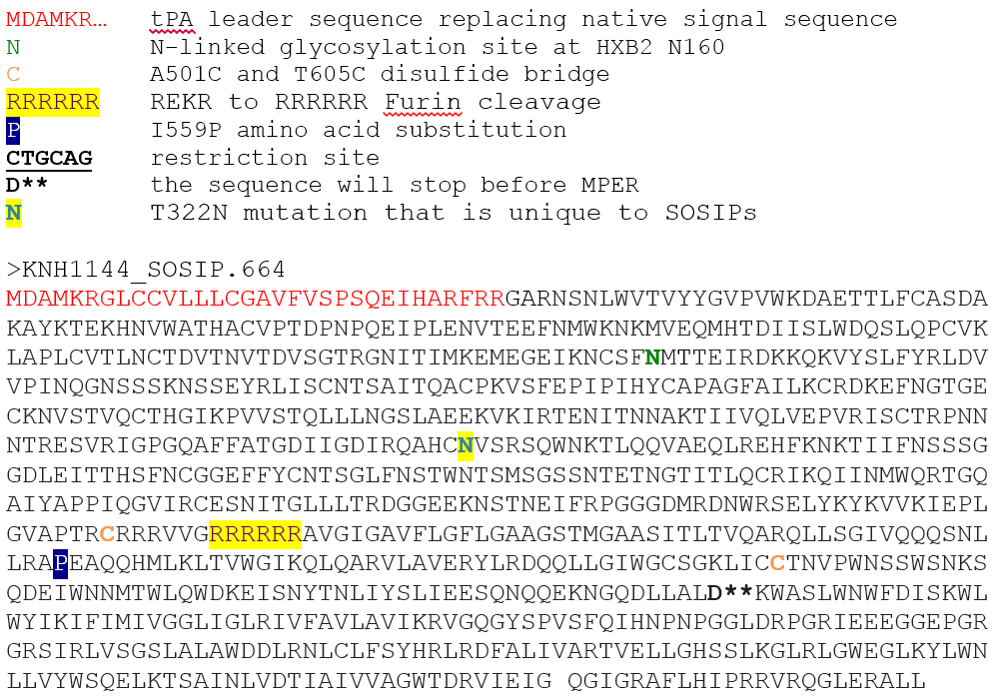 MDAMKR… tPA leader sequence replacing native signal sequence
N N-linked glycosylation site at HXB2 N160
C A501C and T605C disulfide bridge
RRRRRR REKR to RRRRRR Furin cleavage
P I559P amino acid substitution
CTGCAG restriction site
D** the sequence will stop before MPER
N T322N mutation that is unique to SOSIPs
>KNH1144_SOSIP.664
MDAMKRGLCCVLLLCGAVFVSPSQEIHARFRRGARNSNLWVTVYYGVPVWKDAETTLFCASDA
KAYKTEKHNVWATHACVPTDPNPQEIPLENVTEEFNMWKNKMVEQMHTDIISLWDQSLQPCVK
LAPLCVTLNCTDVTNVTDVSGTRGNITIMKEMEGEIKNCSFNMTTEIRDKKQKVYSLFYRLDV
VPINQGNSSSKNSSEYRLISCNTSAITQACPKVSFEPIPIHYCAPAGFAILKCRDKEFNGTGE
CKNVSTVQCTHGIKPVVSTQLLLNGSLAEEKVKIRTENITNNAKTIIVQLVEPVRISCTRPNN
NTRESVRIGPGQAFFATGDIIGDIRQAHCNVSRSQWNKTLQQVAEQLREHFKNKTIIFNSSSG
GDLEITTHSFNCGGEFFYCNTSGLFNSTWNTSMSGSSNTETNGTITLQCRIKQIINMWQRTGQ
AIYAPPIQGVIRCESNITGLLLTRDGGEEKNSTNEIFRPGGGDMRDNWRSELYKYKVVKIEPL
GVAPTRCRRRVVGRRRRRRAVGIGAVFLGFLGAAGSTMGAASITLTVQARQLLSGIVQQQSNL
LRAPEAQQHMLKLTVWGIKQLQARVLAVERYLRDQQLLGIWGCSGKLICCTNVPWNSSWSNKS
QDEIWNNMTWLQWDKEISNYTNLIYSLIEESQNQQEKNGQDLLALD**KWASLWNWFDISKWL
WYIKIFIMIVGGLIGLRIVFAVLAVIKRVGQGYSPVSFQIHNPNPGGLDRPGRIEEEGGEPGR
GRSIRLVSGSLALAWDDLRNLCLFSYHRLRDFALIVARTVELLGHSSLKGLRLGWEGLKYLWN
LLVYWSQELKTSAINLVDTIAIVVAGWTDRVIEIG QGIGRAFLHIPRRVRQGLERALL